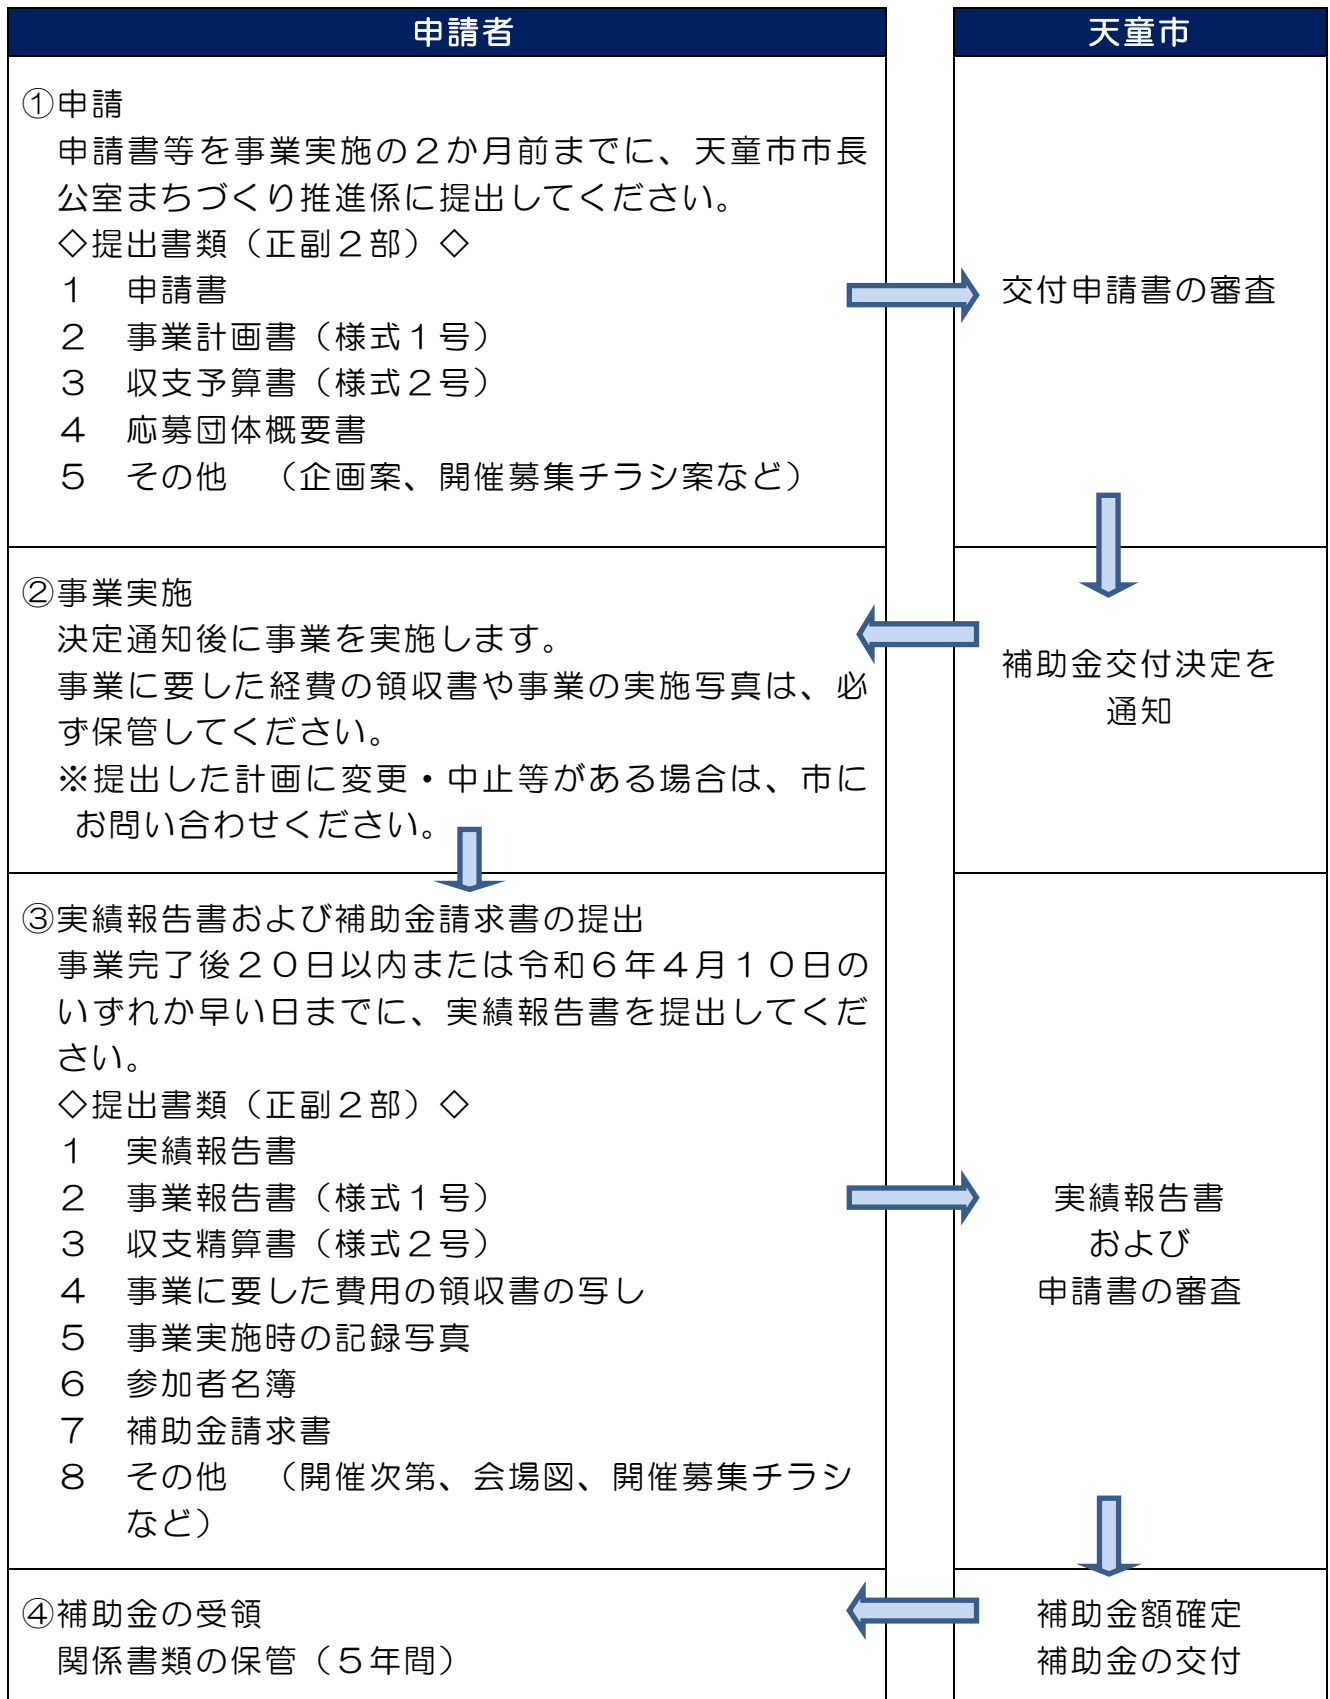 申請者
天童市
①申請
申請書等を事業実施の２か月前までに、天童市市長
公室まちづくり推進係に提出してください。
◇提出書類（正副２部）◇
１　申請書
２　事業計画書（様式１号）
３　収支予算書（様式２号）
４　応募団体概要書
５　その他　（企画案、開催募集チラシ案など）
交付申請書の審査
②事業実施
決定通知後に事業を実施します。
事業に要した経費の領収書や事業の実施写真は、必
ず保管してください。
※提出した計画に変更・中止等がある場合は、市に
お問い合わせください。
補助金交付決定を
通知
③実績報告書および補助金請求書の提出
事業完了後２０日以内または令和６年４月１０日の
いずれか早い日までに、実績報告書を提出してくだ
さい。
◇提出書類（正副２部）◇
１　実績報告書
２　事業報告書（様式１号）
３　収支精算書（様式２号）
４　事業に要した費用の領収書の写し
５　事業実施時の記録写真
６　参加者名簿
７　補助金請求書
８　その他　（開催次第、会場図、開催募集チラシ
など）
実績報告書
および
申請書の審査
④補助金の受領
関係書類の保管（５年間）
補助金額確定
補助金の交付